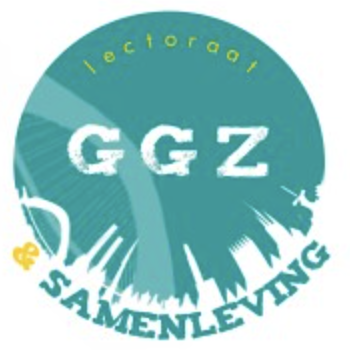 lectoraat
GGZ
& SAMENLEVING